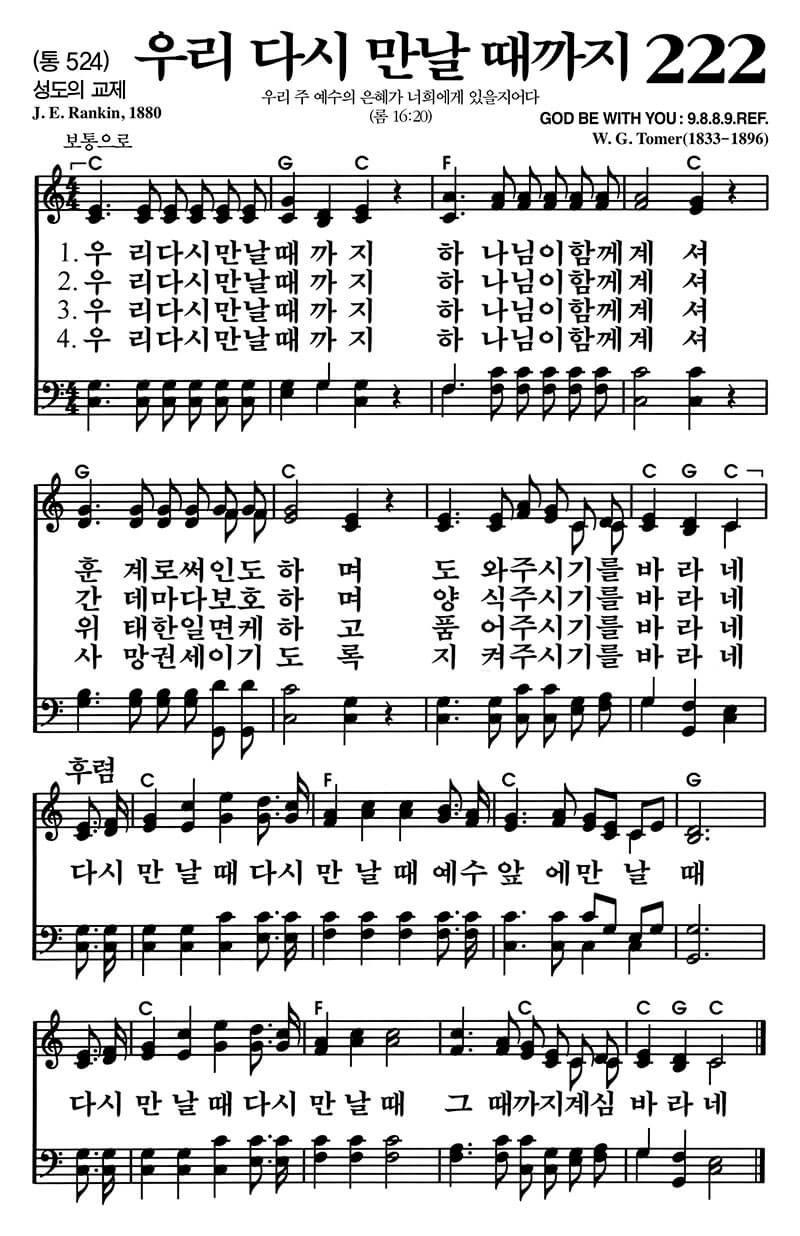 (통 524) 우리 다시 만날 때까지 222
성도의 교제
우리 주 예수의 은혜가 너희에게 있을지어다
(롬 16:20)
J. E. Rankin, 1880
GOD BE WITH YOU : 9.8.8.9.REF.
W. G. Tomer(1833-1896)
보통으로
C G C F C
1. 우 리다시만날때 까 지 하 나님이함께계 셔
2. 우 리다시만날때 까 지 하 나님이함께계 셔
3. 우 리다시만날때 까 지 하 나님이함께계 셔
4. 우 리다시만날때 까 지 하 나님이함께계 셔
G C C G C
훈 계로써인도 하 며 도 와주시기를 바 라 네
간 데마다보호 하 며 양 식주시기를 바 라 네
위 태한일면케 하 고 품 어주시기를 바 라 네
사 망권세이기 도 록 지 켜주시기를 바 라 네
후렴
C F C G
다시 만 날 때 다시 만 날 때 예수 앞 에만 날 때
C F C C G C
다시 만 날 때 다시 만 날 때 그 때까지계심 바 라 네